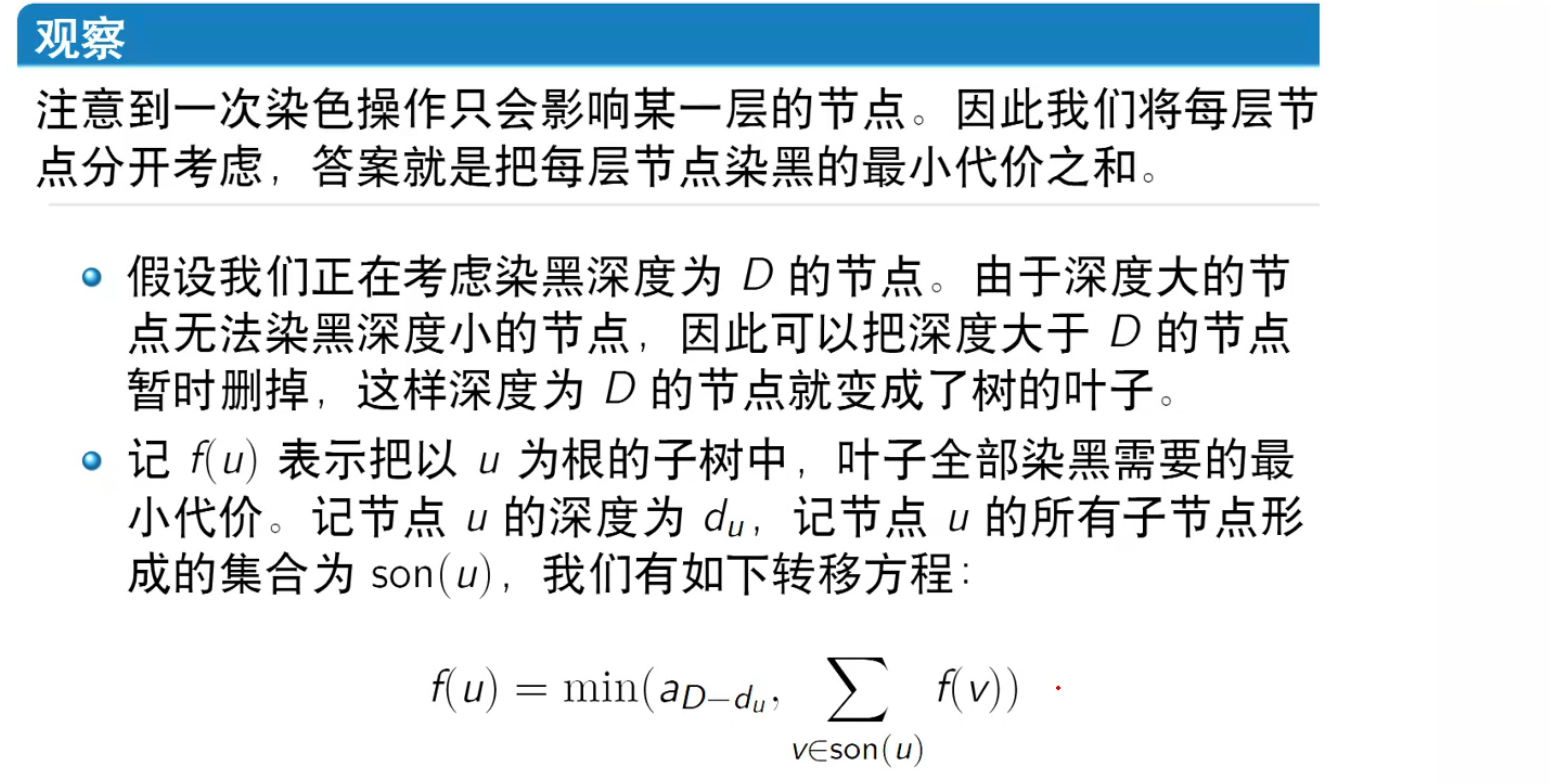 观察
注意到一次染色操作只会影响某一层的节点。因此我们将每层节
点分开考虑，答案就是把每层节点染黑的最小代价之和。
假设我们正在考虑染黑深度为 D 的节点。由于深度大的节
点无法染黑深度小的节点，因此可以把深度大于 D 的节点
暂时删掉，这样深度为 D 的节点就变成了树的叶子。
记 f(u) 表示把以 u 为根的子树中，叶子全部染黑需要的最
小代价。记节点 u 的深度为 d_u，记节点 u 的所有子节点形
成的集合为 son(u)，我们有如下转移方程：
f(u) = min(a_{D−d_u}, ∑_{v∈son(u)} f(v))